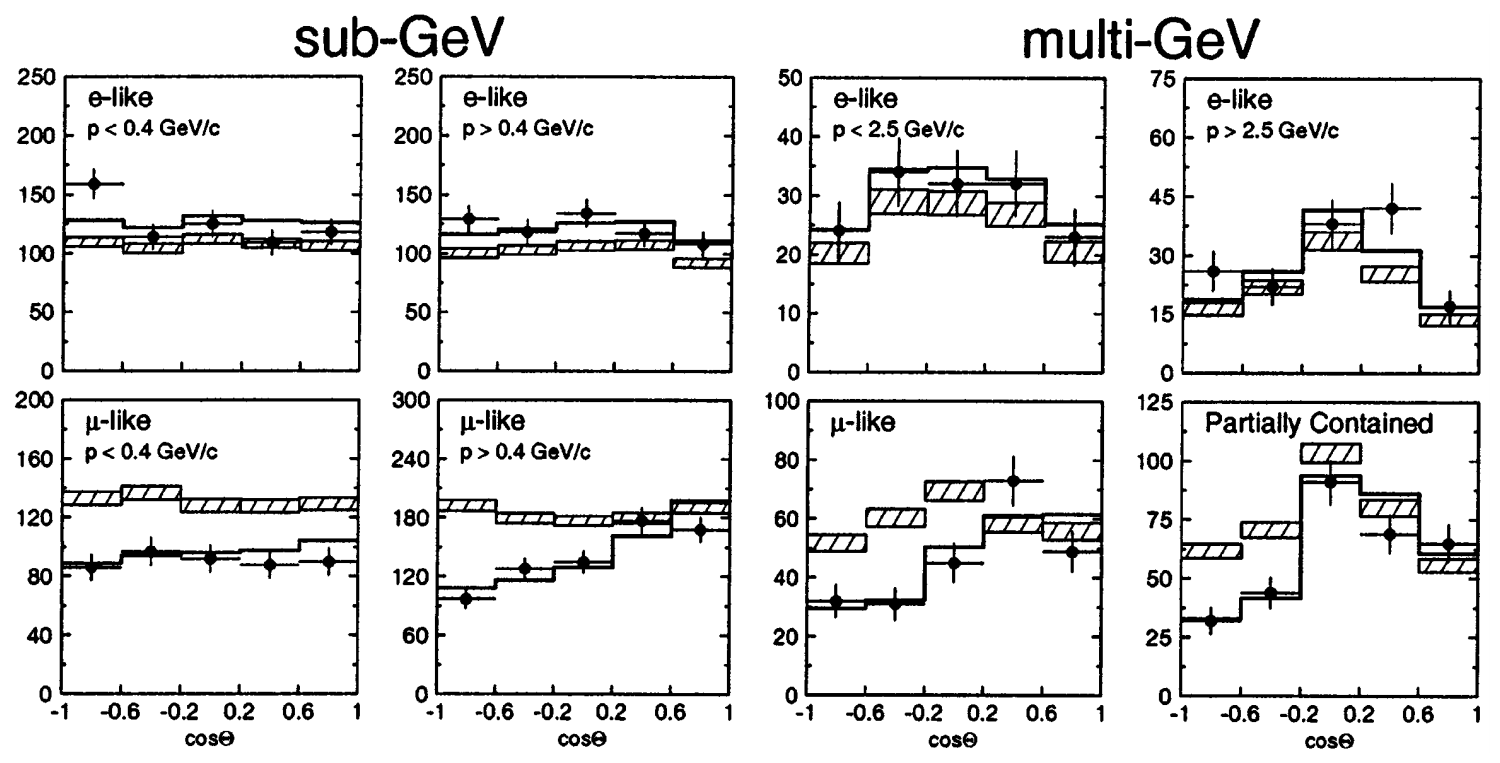 sub-GeV
multi-GeV
250
200
150
100
50
0
e-like
p < 0.4 GeV/c
250
200
150
100
50
0
e-like
p > 0.4 GeV/c
50
40
30
20
10
0
e-like
p < 2.5 GeV/c
75
60
45
30
15
0
e-like
p > 2.5 GeV/c
200
160
120
80
40
0
μ-like
p < 0.4 GeV/c
-1 -0.6 -0.2 0.2 0.6 1
cosΘ
300
240
180
120
60
0
μ-like
p > 0.4 GeV/c
-1 -0.6 -0.2 0.2 0.6 1
cosΘ
100
80
60
40
20
0
μ-like
-1 -0.6 -0.2 0.2 0.6 1
cosΘ
125
100
75
50
25
0
Partially Contained
-1 -0.6 -0.2 0.2 0.6 1
cosΘ